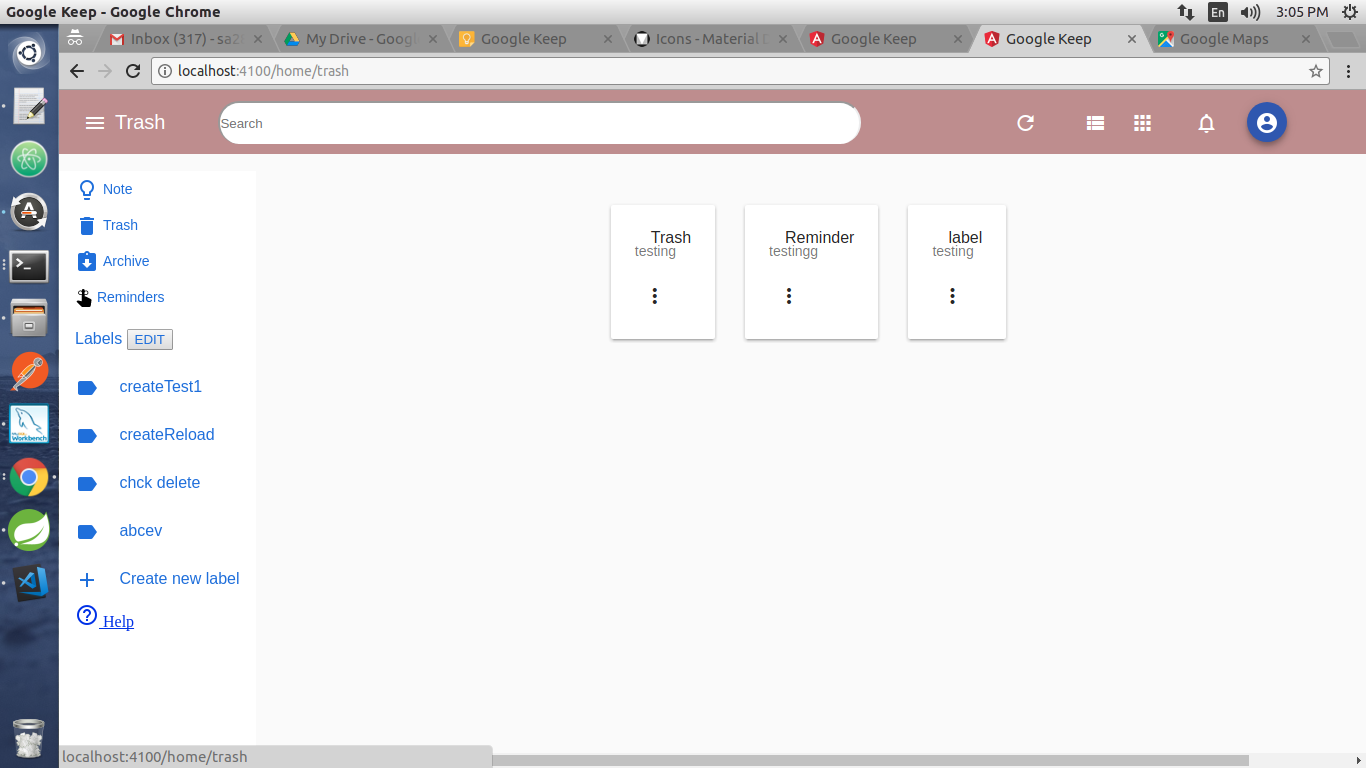 Google Keep - Google Chrome
En
3:05 PM
Inbox (317) - sa2
My Drive - Googl
Google Keep
Icons - Material D
Google Keep
Google Keep
Google Maps
localhost:4100/home/trash
Trash
Search
Note
Trash
Archive
Reminders
Labels EDIT
createTest1
createReload
chck delete
abcev
Create new label
Help
Trash
testing
Reminder
testingg
label
testing
Workbench
localhost:4100/home/trash